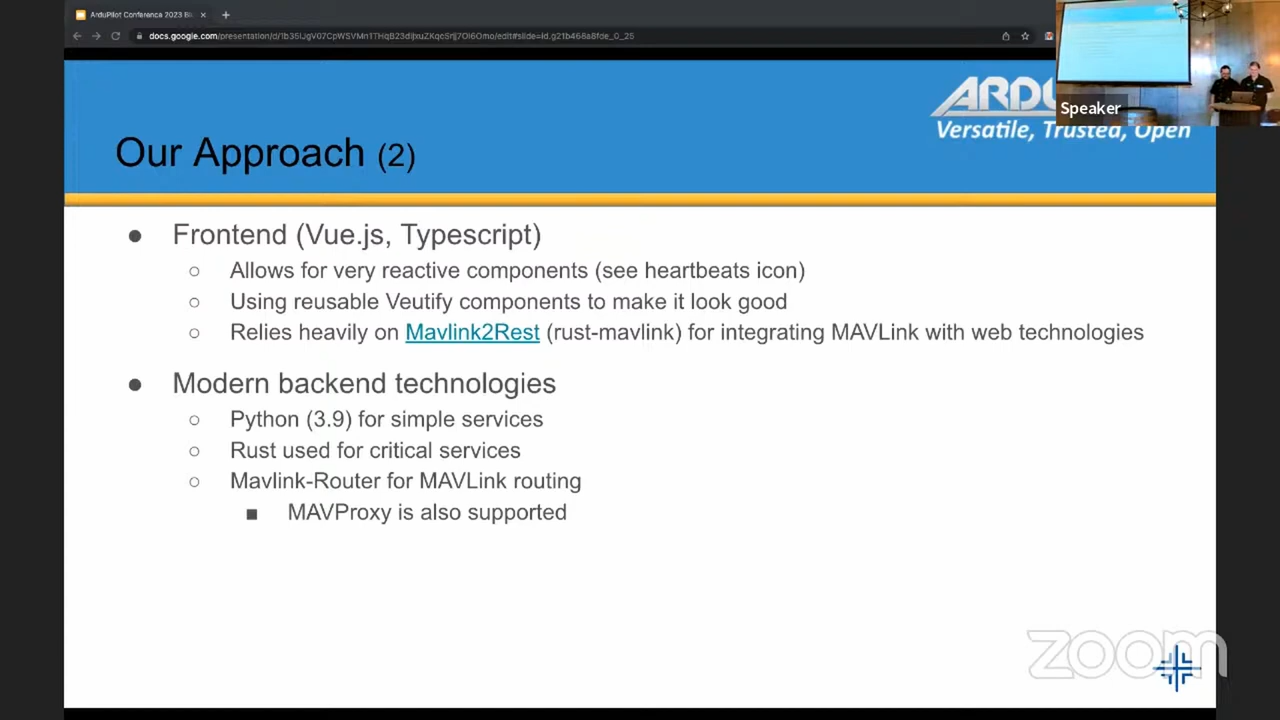 ArduPilot Conference 2023 Bl
docs.google.com
Speaker
ARDU
Versatile, Trusted, Open
Our Approach (2)
● Frontend (Vue.js, Typescript)
○ Allows for very reactive components (see heartbeats icon)
○ Using reusable Veutify components to make it look good
○ Relies heavily on Mavlink2Rest (rust-mavlink) for integrating MAVLink with web technologies
● Modern backend technologies
○ Python (3.9) for simple services
○ Rust used for critical services
○ Mavlink-Router for MAVLink routing
■ MAVProxy is also supported
zoom